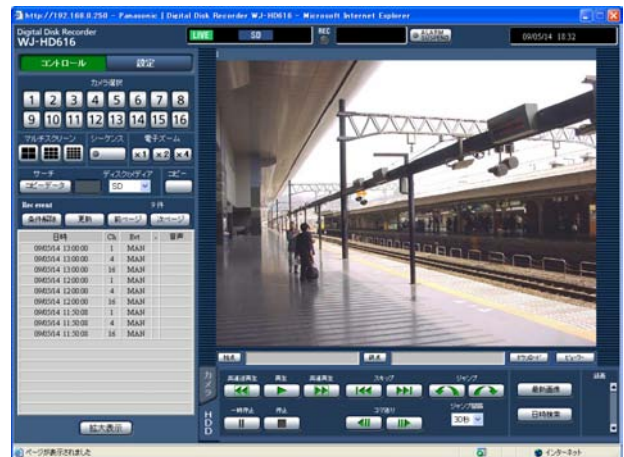 http://192.168.0.250 - Panasonic | Digital Disk Recorder WJ-HD616 - Microsoft Internet Explorer
Digital Disk Recorder
WJ-HD616
LIVE
SD
REC
ALARM SUSPEND
09/05/14 18:32
コントロール
設定
カメラ選択
1 2 3 4 5 6 7 8
9 10 11 12 13 14 15 16
マルチスクリーン
シーケンス
電子ズーム
x1 x2 x4
サーチ
ディスク/メディア
コピー
コピーデータ
SD
Rec event
9 件
条件解除
更新
前ページ
次ページ
日時 Ch Evt. 音声
09/05/14 13:00:00 1 MAN
09/05/14 13:00:00 4 MAN
09/05/14 13:00:00 16 MAN
09/05/14 12:00:00 1 MAN
09/05/14 12:00:00 4 MAN
09/05/14 12:00:00 16 MAN
09/05/14 11:50:00 1 MAN
09/05/14 11:50:00 4 MAN
09/05/14 11:50:00 16 MAN
拡大表示
始点
終点
ダウンロード
ビューワー
カメラ
HDD
高速逆再生
再生
高速再生
スキップ
ジャンプ
最新画像
録画
一時停止
停止
コマ送り
ジャンプ間隔
30秒
日時検索
ページが表示されました
インターネット